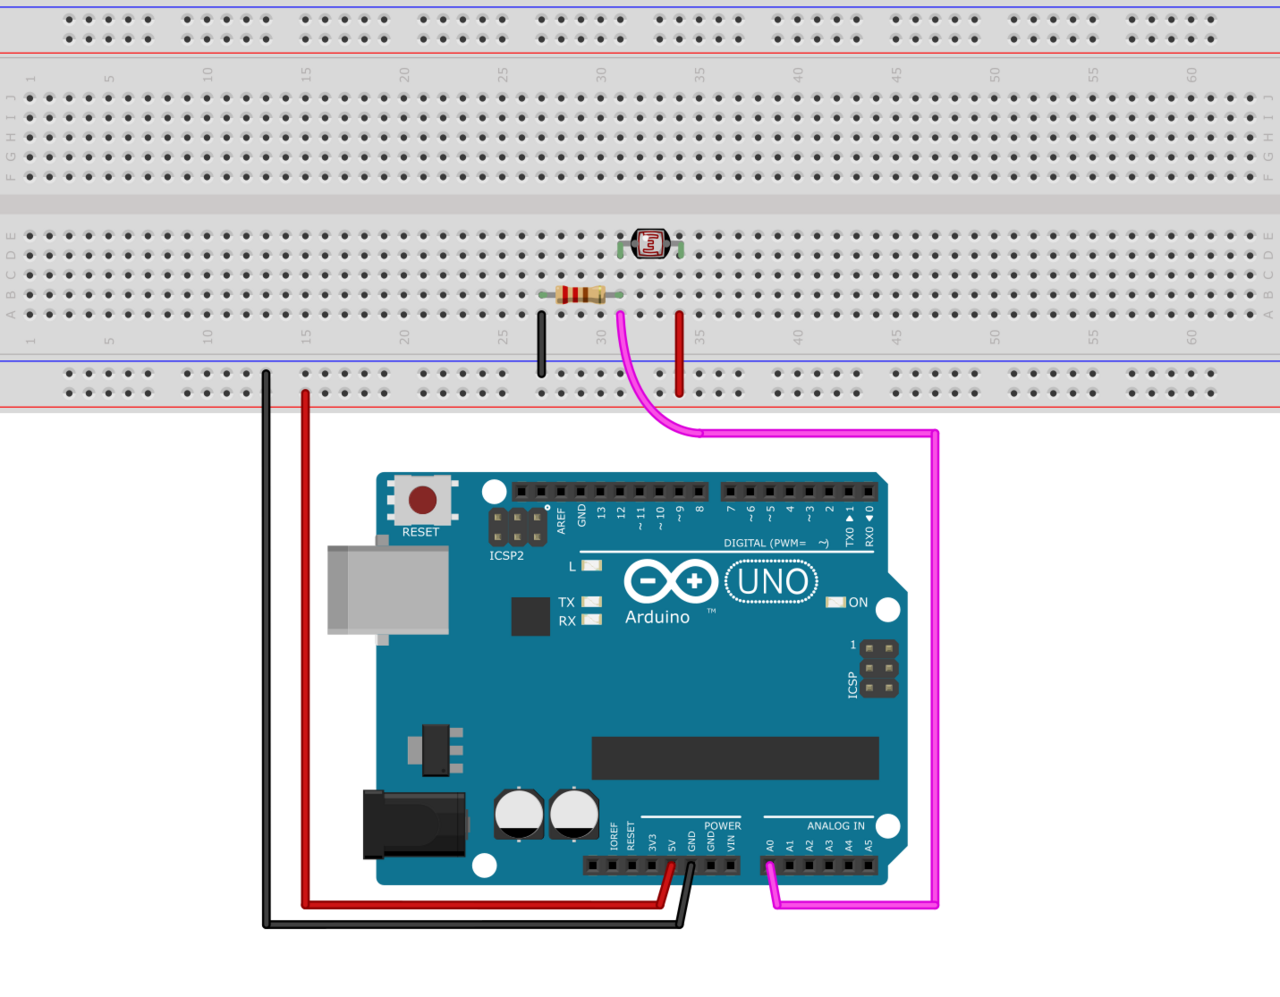 1 5 10 15 20 25 30 35 40 45 50 55 60
J J
I I
H H
G G
F F
E E
D D
C C
B B
A A
1 5 10 15 20 25 30 35 40 45 50 55 60
RESET
ICSP2
AREF
GND
13
12
~11
~10
~9
8
7
~6
~5
~4
~3
2
TX0 ▶ 1
RX0 ◀ 0
DIGITAL (PWM= ~)
L
TX
RX
UNO
Arduino
TM
ON
1
ICSP
POWER
ANALOG IN
IOREF
RESET
3V3
5V
GND
GND
VIN
A0
A1
A2
A3
A4
A5